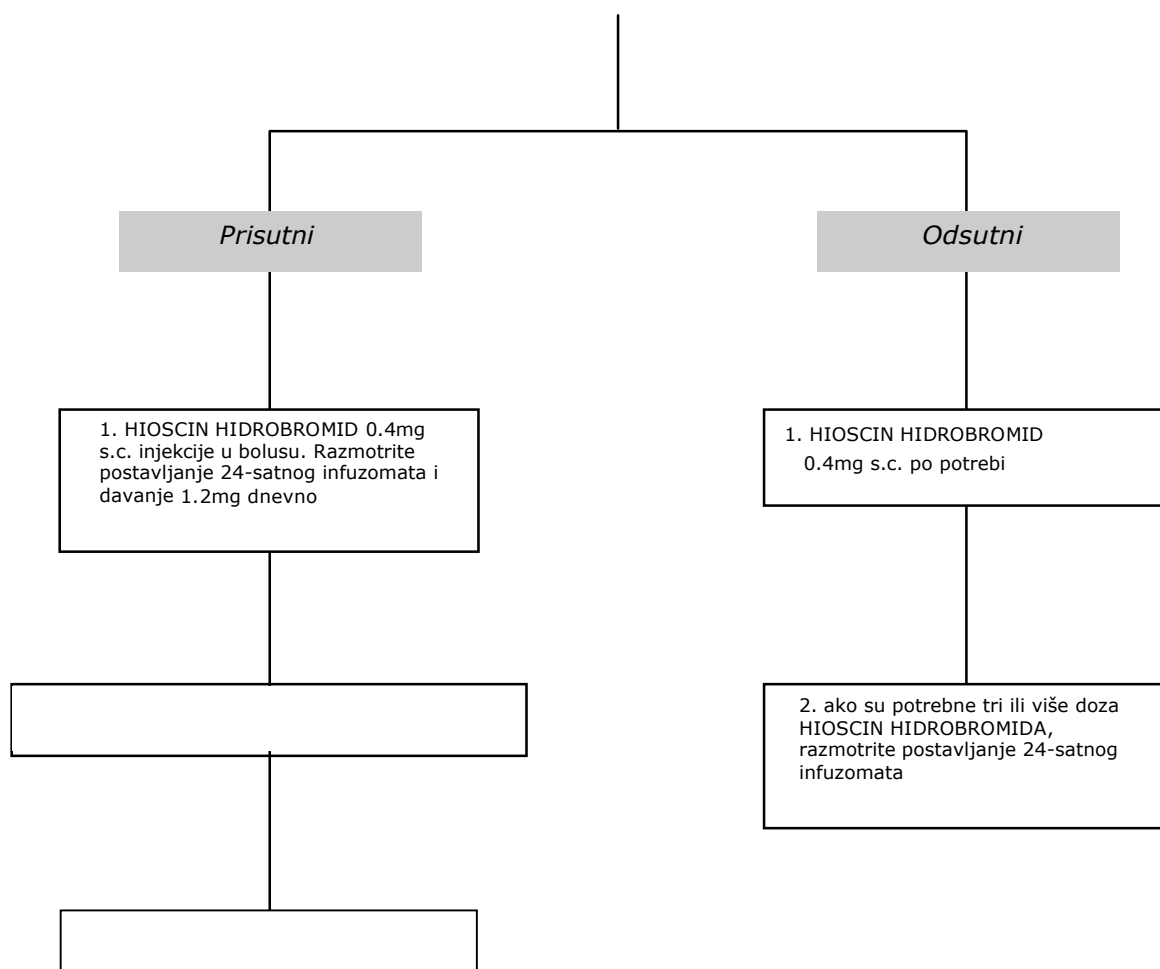 Prisutni
Odsutni
1. HIOSCIN HIDROBROMID 0.4mg
s.c. injekcije u bolusu. Razmotrite
postavljanje 24-satnog infuzomata i
davanje 1.2mg dnevno
1. HIOSCIN HIDROBROMID
0.4mg s.c. po potrebi
2. ako su potrebne tri ili više doza
HIOSCIN HIDROBROMIDA,
razmotrite postavljanje 24-satnog
infuzomata